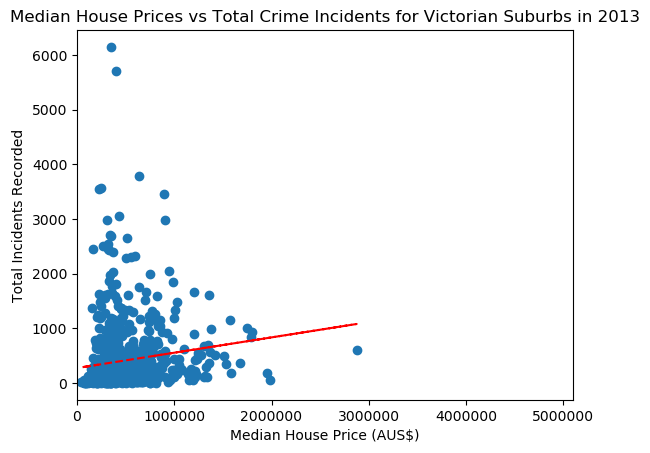 Median House Prices vs Total Crime Incidents for Victorian Suburbs in 2013
6000
5000
4000
3000
2000
1000
0
Total Incidents Recorded
0 1000000 2000000 3000000 4000000 5000000
Median House Price (AUS$)